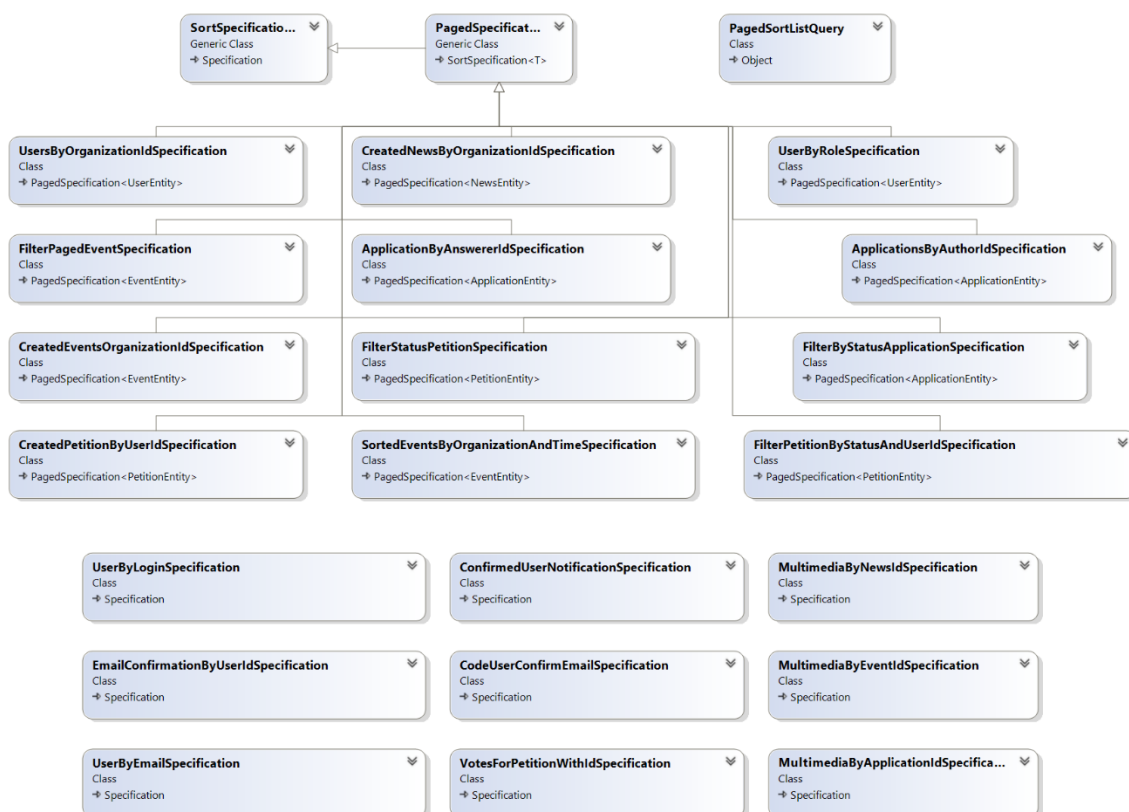 SortSpecificatio...
Generic Class
Specification
PagedSpecificat...
Generic Class
SortSpecification<T>
PagedSortListQuery
Class
Object
UsersByOrganizationIdSpecification
Class
PagedSpecification<UserEntity>
CreatedNewsByOrganizationIdSpecification
Class
PagedSpecification<NewsEntity>
UserByRoleSpecification
Class
PagedSpecification<UserEntity>
FilterPagedEventSpecification
Class
PagedSpecification<EventEntity>
ApplicationByAnswererIdSpecification
Class
PagedSpecification<ApplicationEntity>
ApplicationsByAuthorIdSpecification
Class
PagedSpecification<ApplicationEntity>
CreatedEventsOrganizationIdSpecification
Class
PagedSpecification<EventEntity>
FilterStatusPetitionSpecification
Class
PagedSpecification<PetitionEntity>
FilterByStatusApplicationSpecification
Class
PagedSpecification<ApplicationEntity>
CreatedPetitionByUserIdSpecification
Class
PagedSpecification<PetitionEntity>
SortedEventsByOrganizationAndTimeSpecification
Class
PagedSpecification<EventEntity>
FilterPetitionByStatusAndUserIdSpecification
Class
PagedSpecification<PetitionEntity>
UserByLoginSpecification
Class
Specification
ConfirmedUserNotificationSpecification
Class
Specification
MultimediaByNewsIdSpecification
Class
Specification
EmailConfirmationByUserIdSpecification
Class
Specification
CodeUserConfirmEmailSpecification
Class
Specification
MultimediaByEventIdSpecification
Class
Specification
UserByEmailSpecification
Class
Specification
VotesForPetitionWithIdSpecification
Class
Specification
MultimediaByApplicationIdSpecifica...
Class
Specification